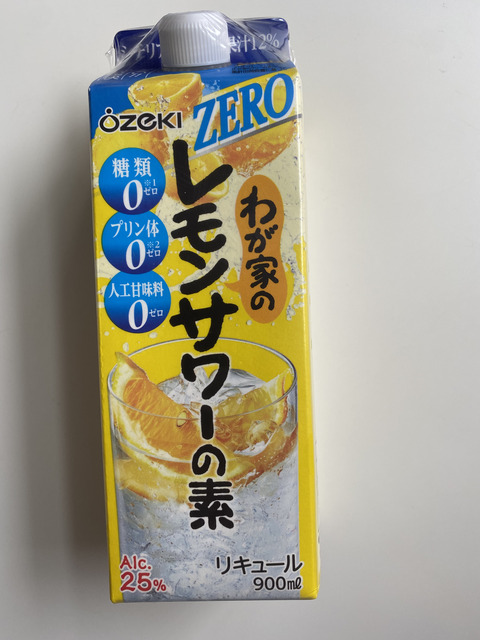 果汁12%
ÖZEKI
ZERO
糖類
※1
0ゼロ
プリン体
※2
0ゼロ
人工甘味料
0ゼロ
わが家の
レモンサワーの素
Alc.
25%
リキュール
900mℓ